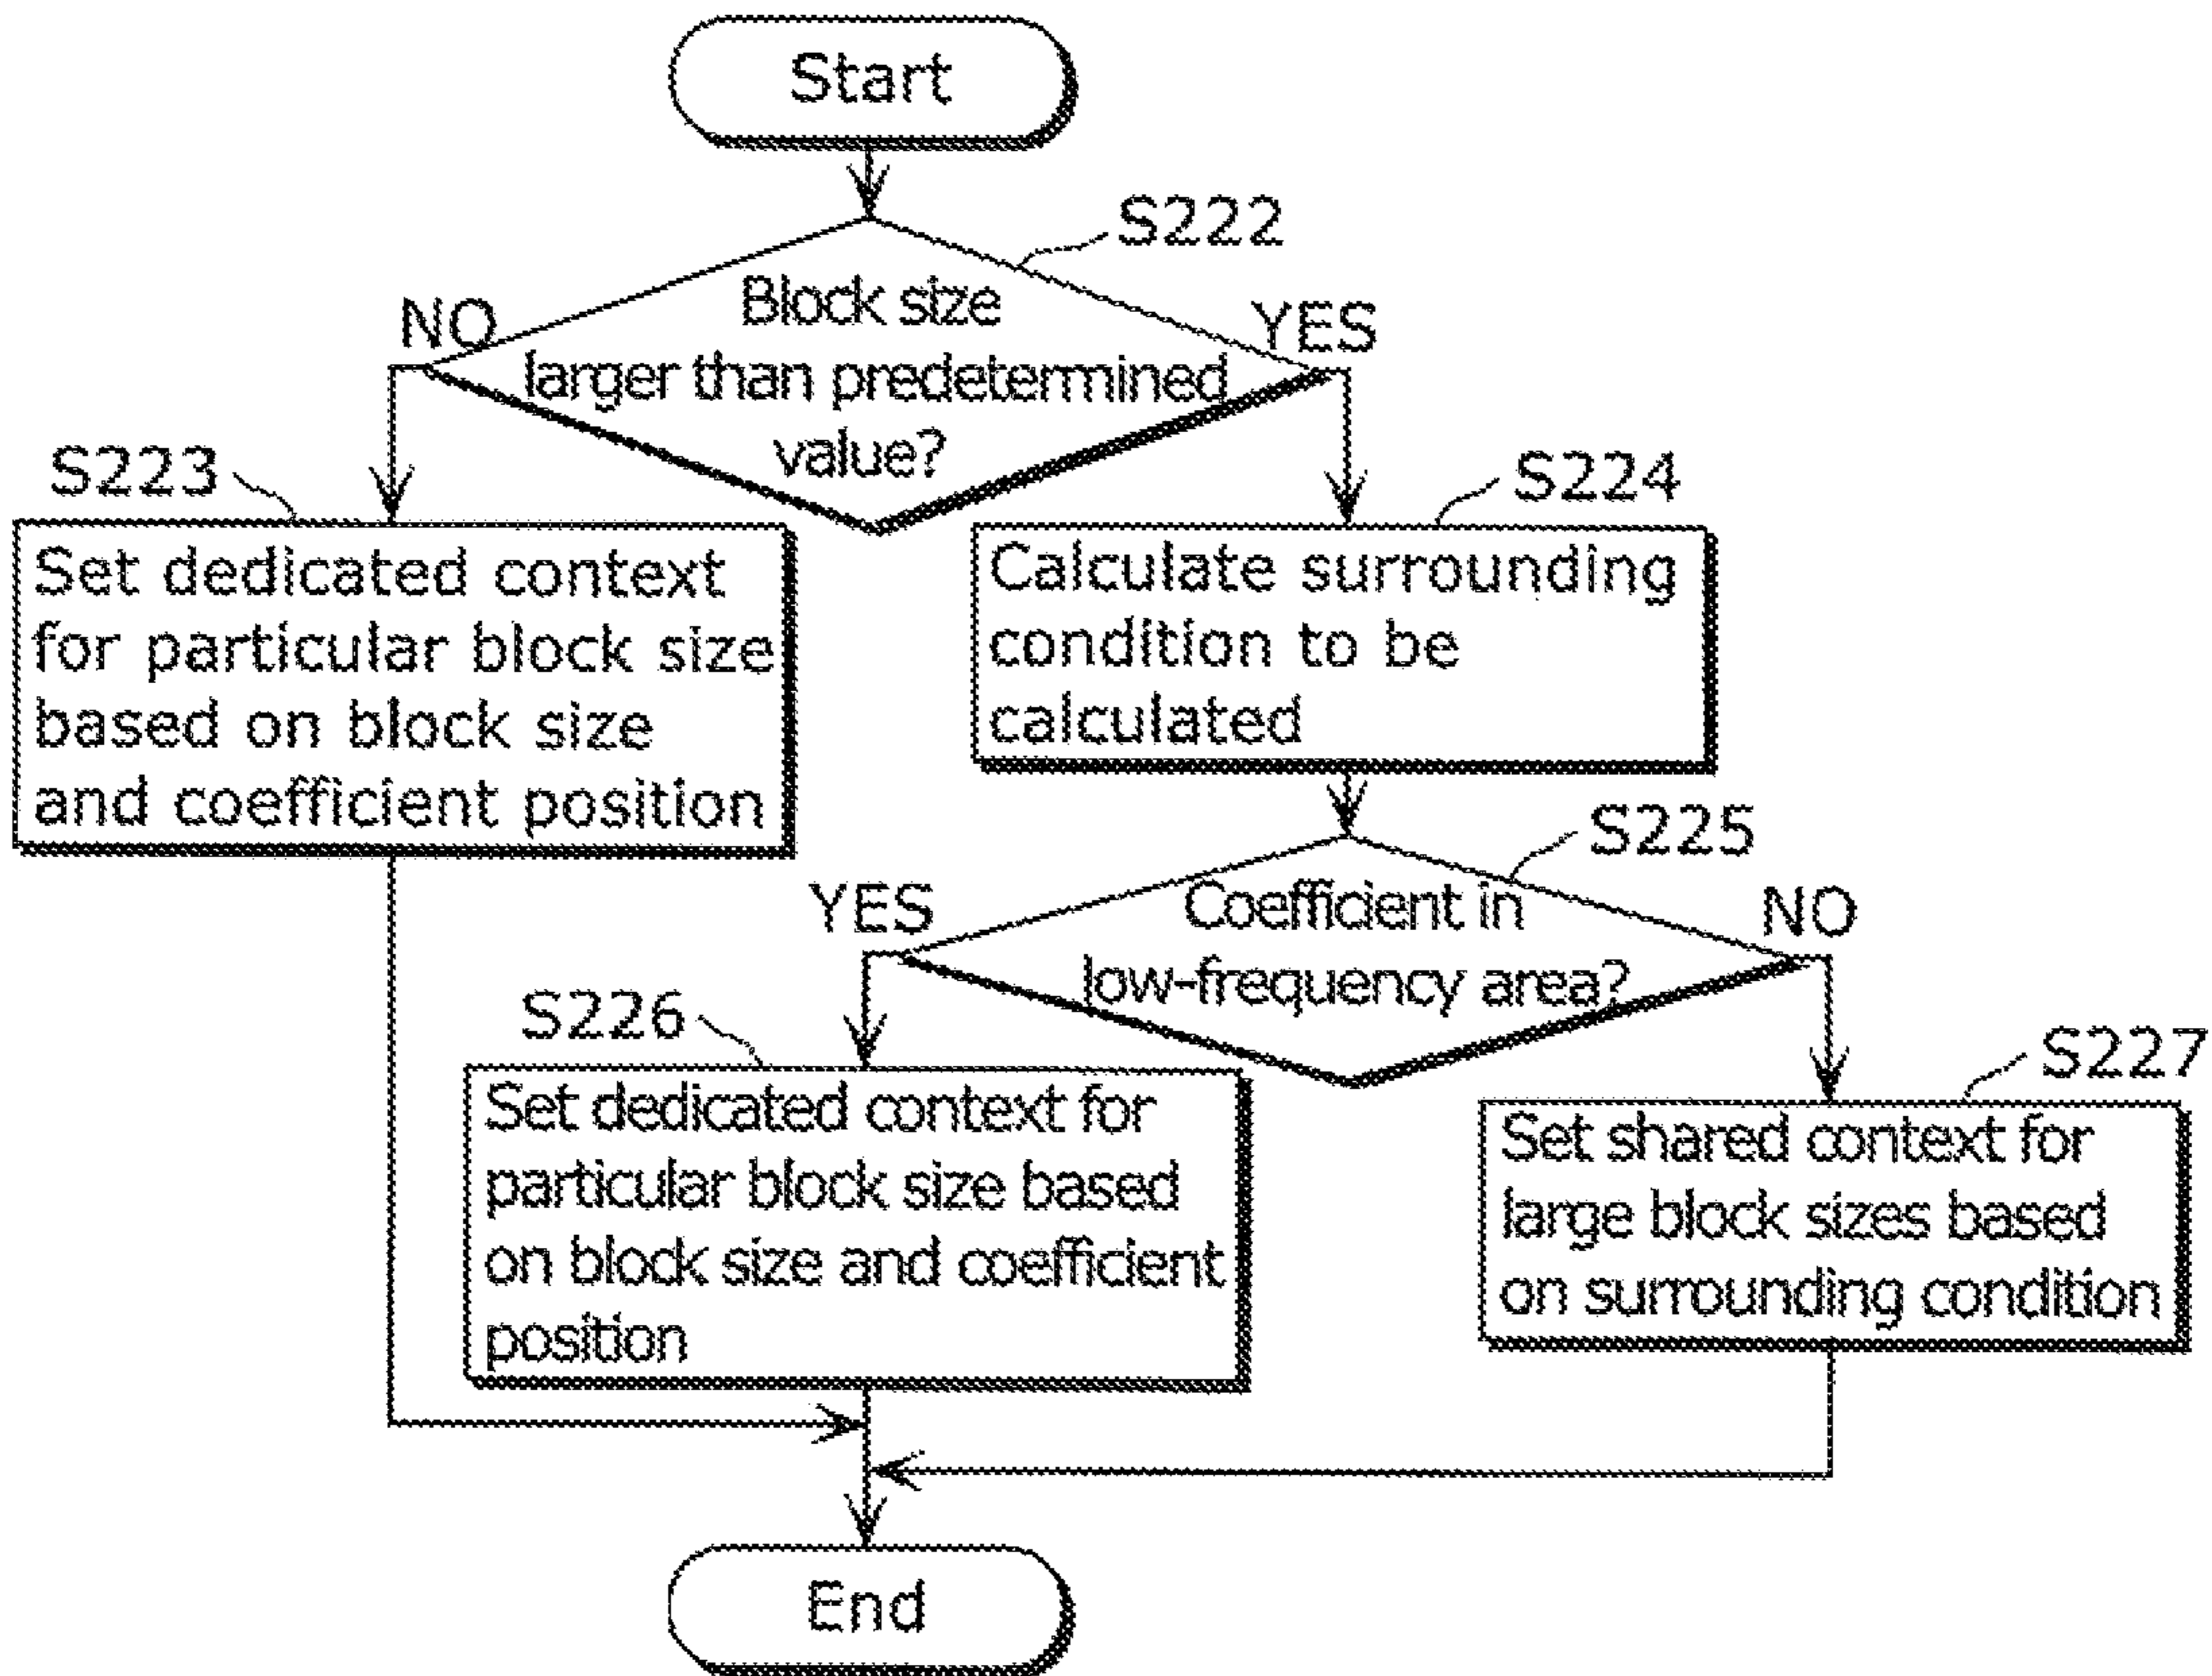 Start
S222
NO
Block size
larger than predetermined
value?
YES
S223
Set dedicated context
for particular block size
based on block size
and coefficient position
S224
Calculate surrounding
condition to be
calculated
S225
YES
Coefficient in
low-frequency area?
NO
S226
Set dedicated context for
particular block size based
on block size and coefficient
position
S227
Set shared context for
large block sizes based
on surrounding condition
End